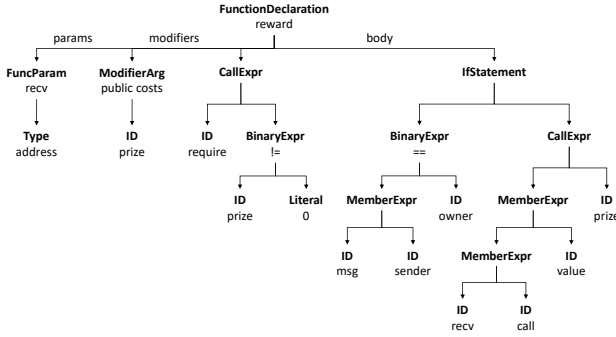 FunctionDeclaration
reward
params modifiers body
FuncParam ModifierArg CallExpr IfStatement
recv public costs
Type ID ID BinaryExpr BinaryExpr CallExpr
address prize require != ==
ID Literal MemberExpr ID MemberExpr ID
prize 0 owner prize
ID ID MemberExpr ID
msg sender value
ID ID
recv call